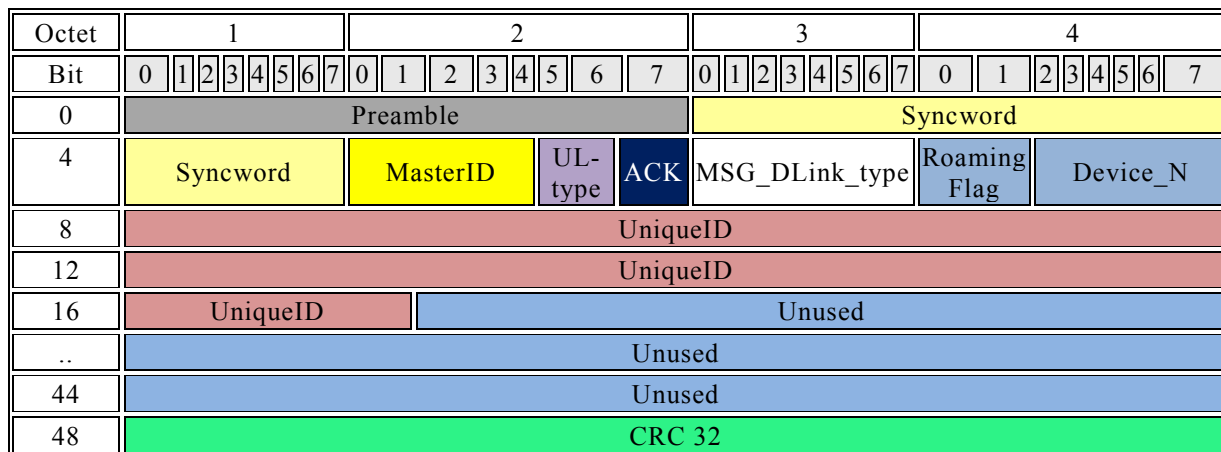 Octet 1 2 3 4
Bit 0 1 2 3 4 5 6 7 0 1 2 3 4 5 6 7 0 1 2 3 4 5 6 7 0 1 2 3 4 5 6 7
0 Preamble Syncword
4 Syncword MasterID UL-type ACK MSG_DLink_type Roaming Flag Device_N
8 UniqueID
12 UniqueID
16 UniqueID Unused
.. Unused
44 Unused
48 CRC 32